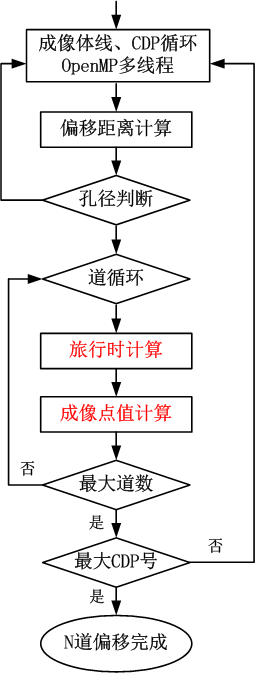 成像体线、CDP循环
OpenMP多线程
偏移距离计算
孔径判断
道循环
旅行时计算
成像点值计算
否
最大道数
是
否
最大CDP号
是
N道偏移完成